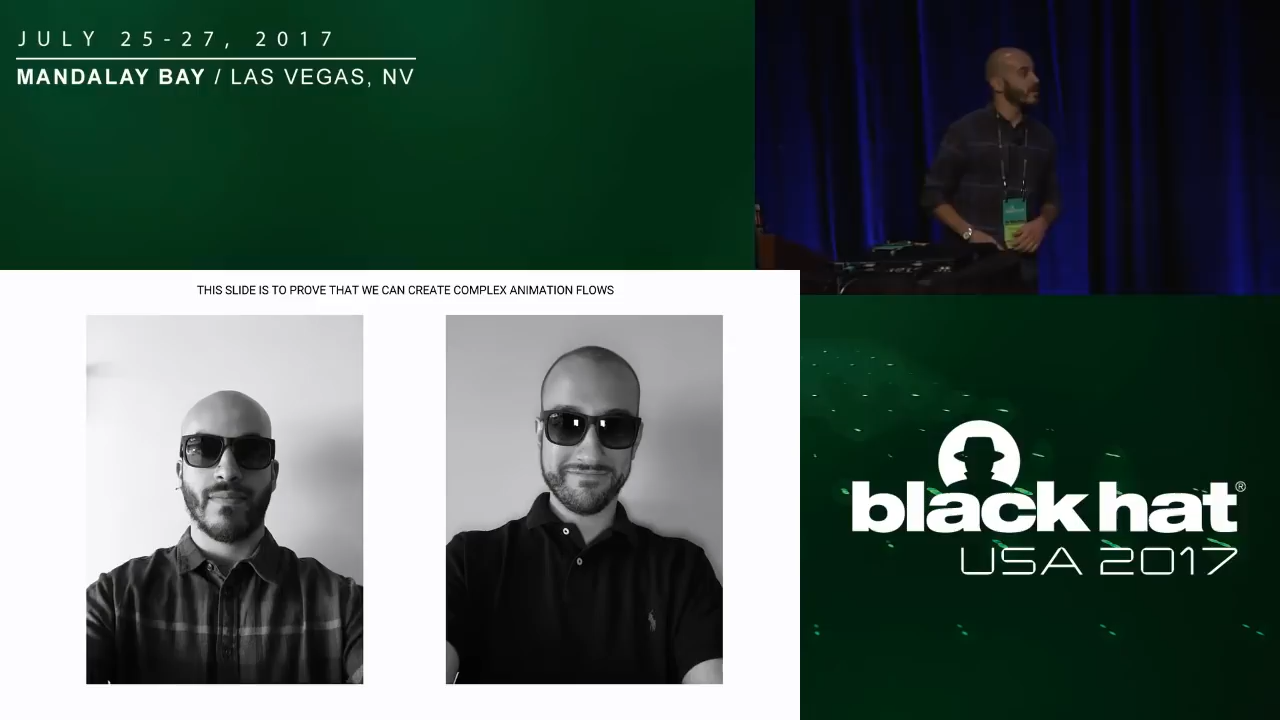 JULY 25-27, 2017
MANDALAY BAY / LAS VEGAS, NV
THIS SLIDE IS TO PROVE THAT WE CAN CREATE COMPLEX ANIMATION FLOWS
black hat®
USA 2017